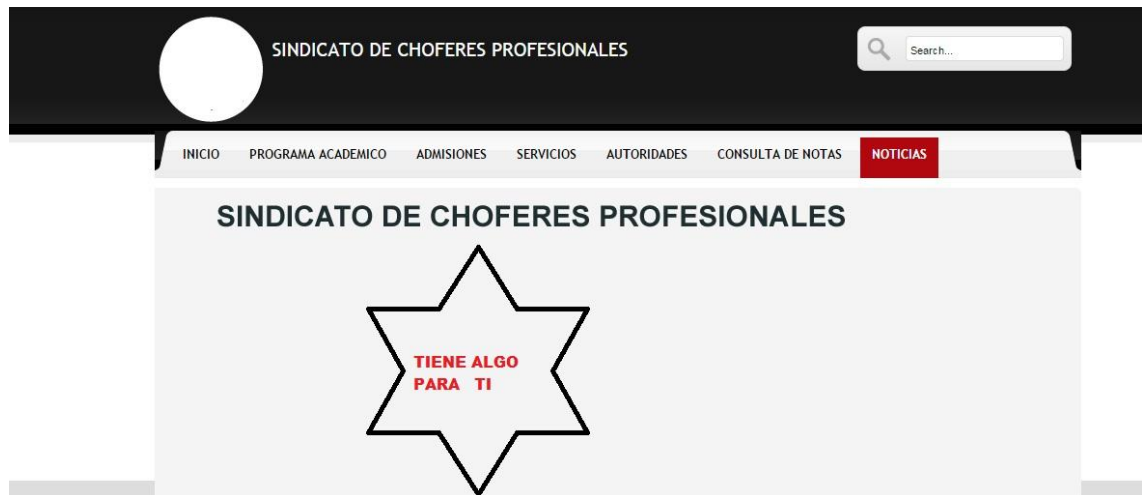 SINDICATO DE CHOFERES PROFESIONALES
Search...
INICIO PROGRAMA ACADEMICO ADMISIONES SERVICIOS AUTORIDADES CONSULTA DE NOTAS NOTICIAS
SINDICATO DE CHOFERES PROFESIONALES
TIENE ALGO
PARA TI